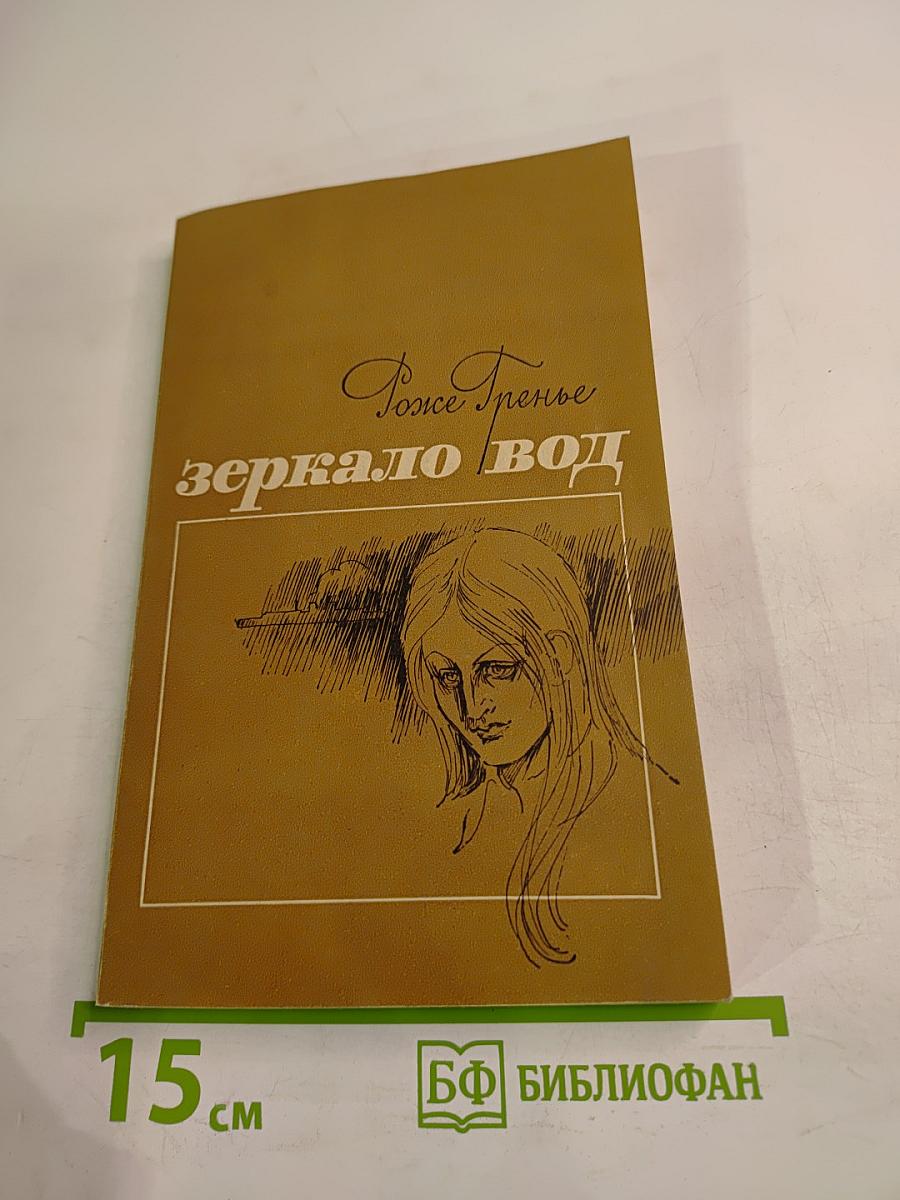 Роже Гренье
зеркало вод
15 см
БФ БИБЛИОФАН